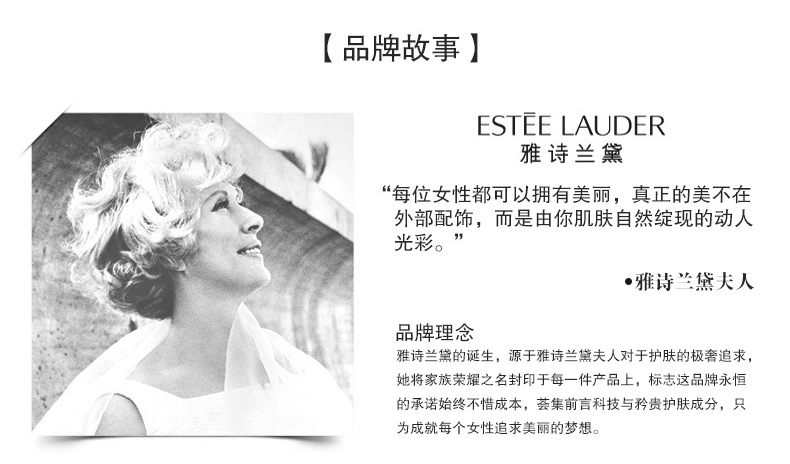 【品牌故事】
ESTĒE LAUDER
雅诗兰黛
“每位女性都可以拥有美丽，真正的美不在
外部配饰，而是由你肌肤自然绽现的动人
光彩。”
•雅诗兰黛夫人
品牌理念
雅诗兰黛的诞生，源于雅诗兰黛夫人对于护肤的极奢追求，
她将家族荣耀之名封印于每一件产品上，标志这品牌永恒
的承诺始终不惜成本，荟集前言科技与矜贵护肤成分，只
为成就每个女性追求美丽的梦想。